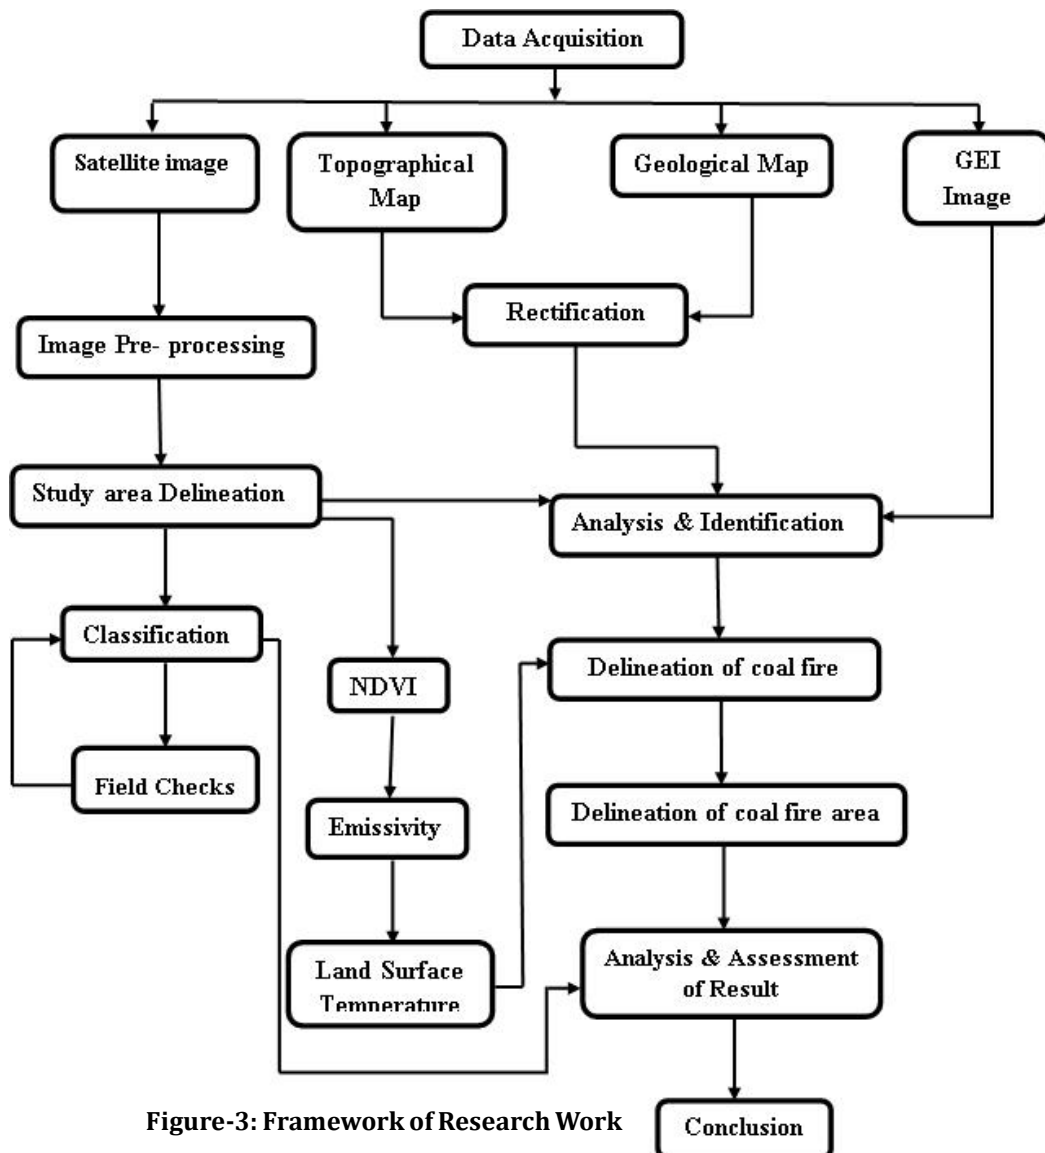 Data Acquisition
Satellite image
Topographical
Map
Geological Map
GEI
Image
Rectification
Image Pre- processing
Study area Delineation
Analysis & Identification
Classification
NDVI
Delineation of coal fire
Field Checks
Emissivity
Delineation of coal fire area
Land Surface
Temperature
Analysis & Assessment
of Result
Conclusion
Figure-3: Framework of Research Work